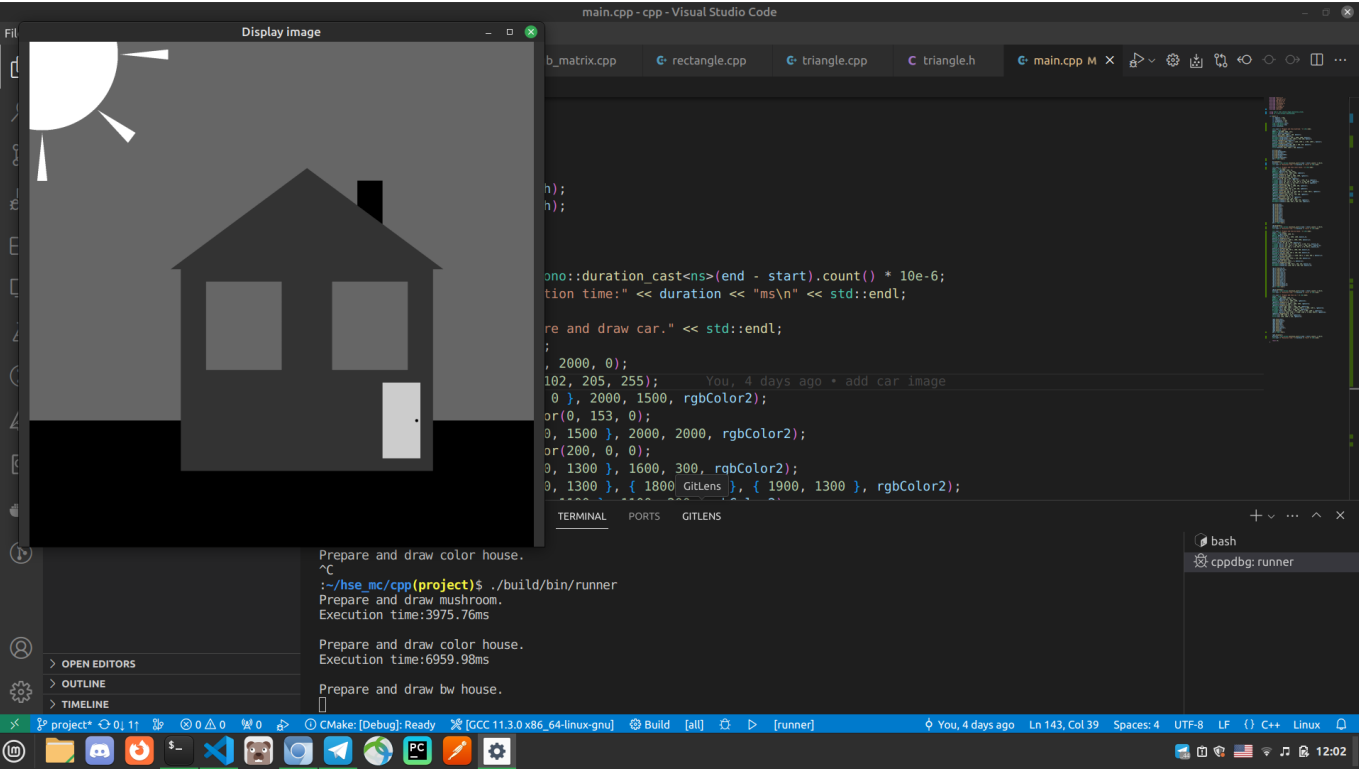 main.cpp - cpp - Visual Studio Code
Display image
b_matrix.cpp
rectangle.cpp
triangle.cpp
C triangle.h
main.cpp M
h);
h);
ono::duration_cast<ns>(end - start).count() * 10e-6;
tion time:" << duration << "ms\n" << std::endl;
re and draw car." << std::endl;
;
, 2000, 0);
102, 205, 255); You, 4 days ago • add car image
0 }, 2000, 1500, rgbColor2);
or(0, 153, 0);
0, 1500 }, 2000, 2000, rgbColor2);
or(200, 0, 0);
0, 1300 }, 1600, 300, rgbColor2);
0, 1300 }, { 1800 GitLens }, { 1900, 1300 }, rgbColor2);
TERMINAL PORTS GITLENS
bash
cppdbg: runner
Prepare and draw color house.
^C
:~/hse_mc/cpp(project)$ ./build/bin/runner
Prepare and draw mushroom.
Execution time:3975.76ms
Prepare and draw color house.
Execution time:6959.98ms
Prepare and draw bw house.
OPEN EDITORS
OUTLINE
TIMELINE
project* 0↓ 1↑ 0 0 0 CMake: [Debug]: Ready [GCC 11.3.0 x86_64-linux-gnu] Build [all] [runner] You, 4 days ago Ln 143, Col 39 Spaces: 4 UTF-8 LF {} C++ Linux
PC
12:02